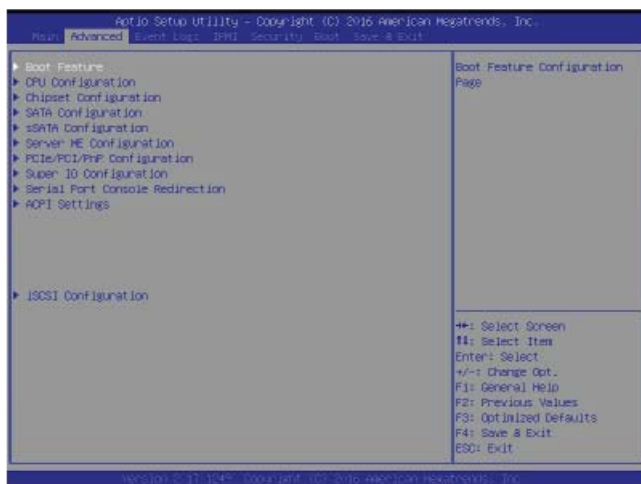 Aptio Setup Utility - Copyright (C) 2016 American Megatrends, Inc.
Main Advanced Event Logs IPMI Security Boot Save & Exit
▶ Boot Feature
▶ CPU Configuration
▶ Chipset Configuration
▶ SATA Configuration
▶ sSATA Configuration
▶ Server ME Configuration
▶ PCIe/PCI/PnP Configuration
▶ Super IO Configuration
▶ Serial Port Console Redirection
▶ ACPI Settings
▶ iSCSI Configuration
Boot Feature Configuration
Page
→←: Select Screen
↑↓: Select Item
Enter: Select
+/-: Change Opt.
F1: General Help
F2: Previous Values
F3: Optimized Defaults
F4: Save & Exit
ESC: Exit
Version 2.17.1249. Copyright (C) 2016 American Megatrends, Inc.